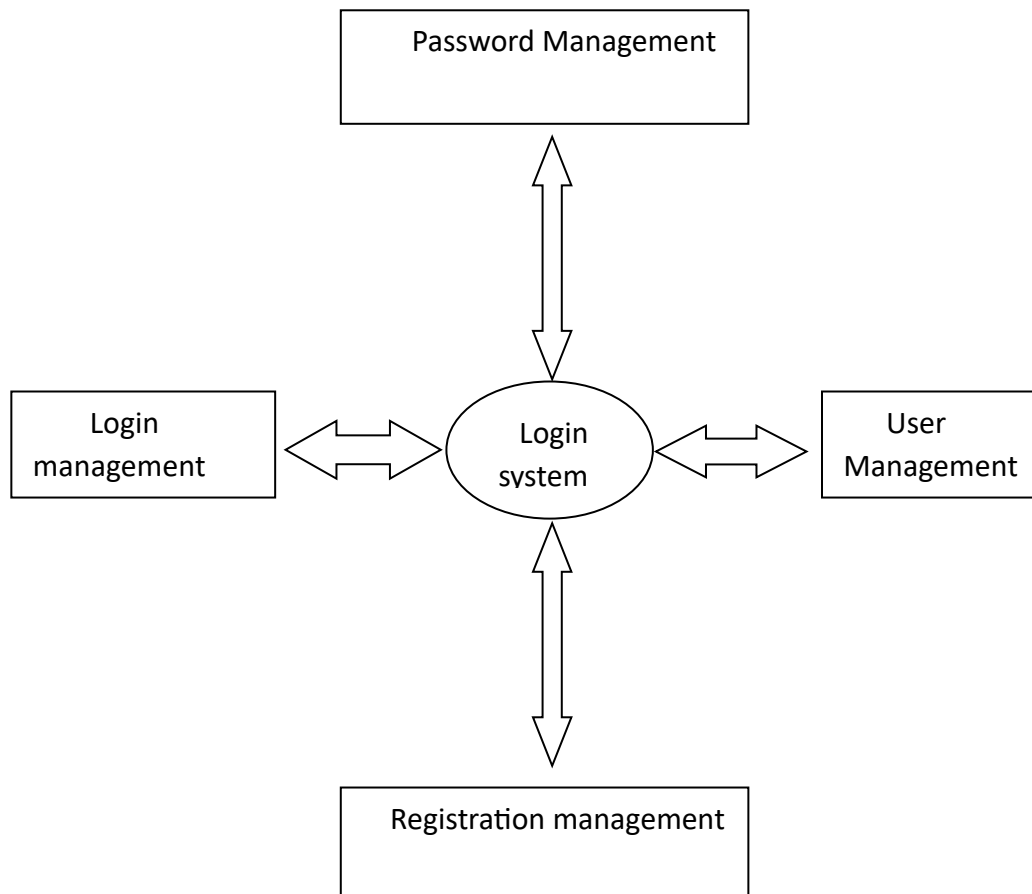 Password Management
Login
management
Login
system
User
Management
Registration management